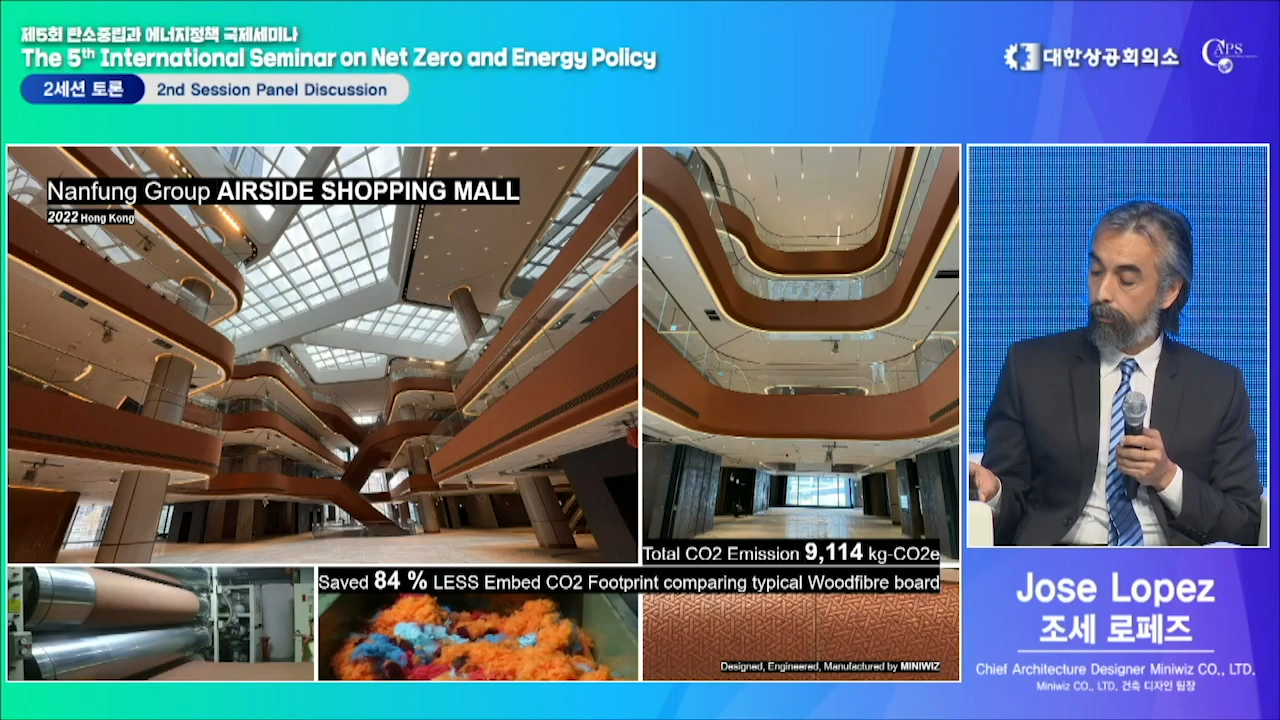 제5회 탄소중립과 에너지정책 국제세미나
The 5th International Seminar on Net Zero and Energy Policy
2세션 토론 2nd Session Panel Discussion
대한상공회의소
CAPS
Nanfung Group AIRSIDE SHOPPING MALL
2022 Hong Kong
Total CO2 Emission 9,114 kg-CO2e
Saved 84 % LESS Embed CO2 Footprint comparing typical Woodfibre board
Designed, Engineered, Manufactured by MINIWIZ
Jose Lopez
조세 로페즈
Chief Architecture Designer Miniwiz CO., LTD.
Miniwiz CO., LTD. 건축 디자인 팀장